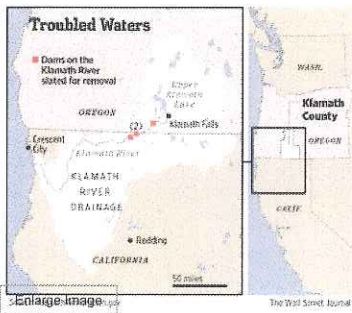 Troubled Waters
Dams on the
Klamath River
slated for removal
Upper
Klamath
Lake
OREGON
(2)
Klamath Falls
Crescent
City
Klamath River
KLAMATH
RIVER
DRAINAGE
Redding
CALIFORNIA
50 miles
WASH.
Klamath
County
OREGON
CALIF.
Enlarge Image
The Wall Street Journal